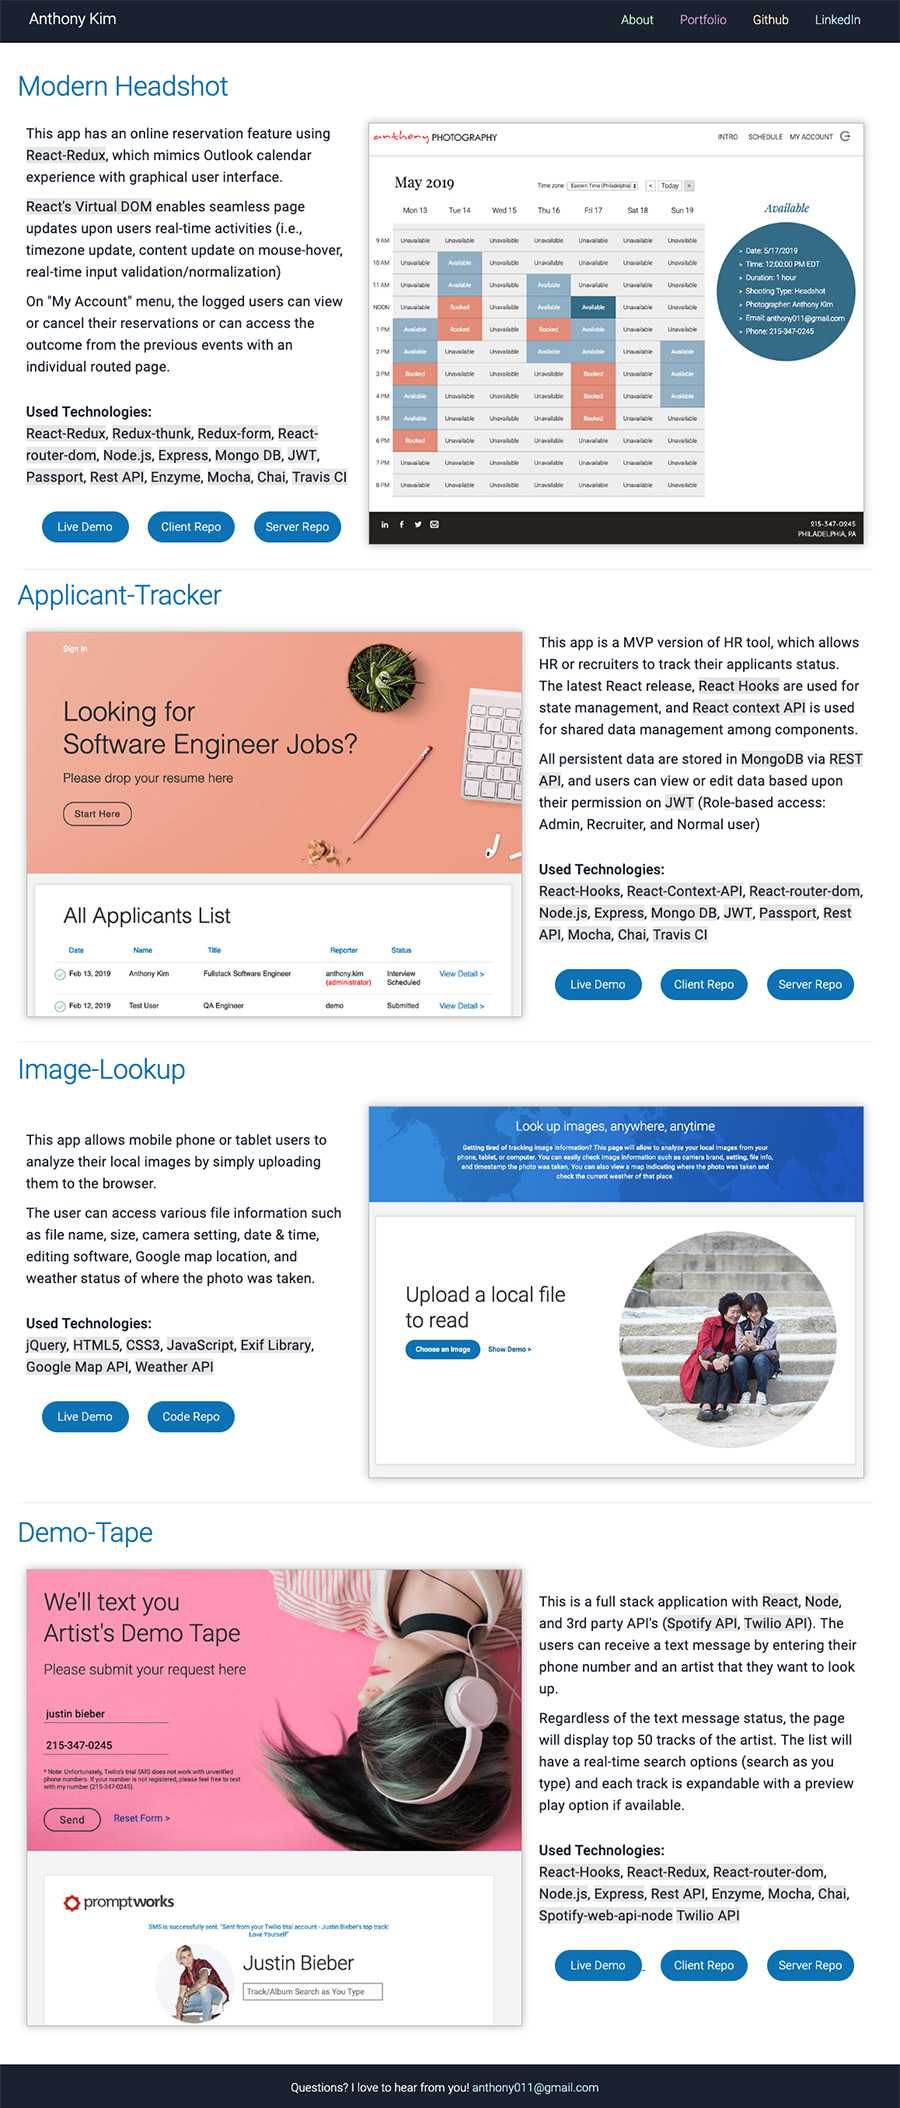 Anthony Kim
About Portfolio Github LinkedIn
Modern Headshot
This app has an online reservation feature using
React-Redux, which mimics Outlook calendar
experience with graphical user interface.
React's Virtual DOM enables seamless page
updates upon users real-time activities (i.e.,
timezone update, content update on mouse-hover,
real-time input validation/normalization)
On "My Account" menu, the logged users can view
or cancel their reservations or can access the
outcome from the previous events with an
individual routed page.
Used Technologies:
React-Redux, Redux-thunk, Redux-form, React-
router-dom, Node.js, Express, Mongo DB, JWT,
Passport, Rest API, Enzyme, Mocha, Chai, Travis CI
Live Demo Client Repo Server Repo
anthony PHOTOGRAPHY
INTRO SCHEDULE MY ACCOUNT
May 2019
Time zone Eastern Time (Philadelphia) < Today >
Mon 13 Tue 14 Wed 15 Thu 16 Fri 17 Sat 18 Sun 19
9 AM Unavailable Unavailable Unavailable Unavailable Unavailable Unavailable Unavailable
10 AM Unavailable Available Unavailable Unavailable Unavailable Unavailable Unavailable
11 AM Unavailable Available Unavailable Available Unavailable Unavailable Unavailable
NOON Unavailable Booked Unavailable Available Available Unavailable Unavailable
1 PM Available Booked Unavailable Booked Available Unavailable Unavailable
2 PM Available Unavailable Unavailable Available Available Unavailable Available
3 PM Booked Unavailable Unavailable Unavailable Booked Unavailable Available
4 PM Available Unavailable Unavailable Unavailable Booked Unavailable Available
5 PM Available Unavailable Unavailable Unavailable Booked Unavailable Unavailable
6 PM Booked Unavailable Unavailable Unavailable Unavailable Unavailable Unavailable
7 PM Unavailable Unavailable Unavailable Unavailable Unavailable Unavailable Unavailable
8 PM Unavailable Unavailable Unavailable Unavailable Unavailable Unavailable Unavailable
Available
> Date: 5/17/2019
> Time: 12:00:00 PM EDT
> Duration: 1 hour
> Shooting Type: Headshot
> Photographer: Anthony Kim
> Email: anthony011@gmail.com
> Phone: 215-347-0245
215-347-0245
PHILADELPHIA, PA
Applicant-Tracker
Sign In
Looking for
Software Engineer Jobs?
Please drop your resume here
Start Here
All Applicants List
Date Name Title Reporter Status
Feb 13, 2019 Anthony Kim Fullstack Software Engineer anthony.kim (administrator) Interview Scheduled View Detail >
Feb 12, 2019 Test User QA Engineer demo Submitted View Detail >
This app is a MVP version of HR tool, which allows
HR or recruiters to track their applicants status.
The latest React release, React Hooks are used for
state management, and React context API is used
for shared data management among components.
All persistent data are stored in MongoDB via REST
API, and users can view or edit data based upon
their permission on JWT (Role-based access:
Admin, Recruiter, and Normal user)
Used Technologies:
React-Hooks, React-Context-API, React-router-dom,
Node.js, Express, Mongo DB, JWT, Passport, Rest
API, Mocha, Chai, Travis CI
Live Demo Client Repo Server Repo
Image-Lookup
This app allows mobile phone or tablet users to
analyze their local images by simply uploading
them to the browser.
The user can access various file information such
as file name, size, camera setting, date & time,
editing software, Google map location, and
weather status of where the photo was taken.
Used Technologies:
jQuery, HTML5, CSS3, JavaScript, Exif Library,
Google Map API, Weather API
Live Demo Code Repo
Look up images, anywhere, anytime
Getting tired of tracking image information? This page will allow to analyze your local images from your
phone, tablet, or computer. You can easily check image information such as camera brand, setting, file info,
and timestamp the photo was taken. You can also view a map indicating where the photo was taken and
check the current weather of that place.
Upload a local file
to read
Choose an Image Show Demo >
Demo-Tape
We'll text you
Artist's Demo Tape
Please submit your request here
justin bieber
215-347-0245
* Note: Unfortunately, Twilio's trial SMS does not work with unverified
phone numbers. If your number is not registered, please feel free to test
with my number (215-347-0245).
Send Reset Form >
promptworks
SMS is successfully sent. "Sent from your Twilio trial account - Justin Bieber's top track:
Love Yourself"
Justin Bieber
Track/Album Search as You Type
This is a full stack application with React, Node,
and 3rd party API's (Spotify API, Twilio API). The
users can receive a text message by entering their
phone number and an artist that they want to look
up.
Regardless of the text message status, the page
will display top 50 tracks of the artist. The list will
have a real-time search options (search as you
type) and each track is expandable with a preview
play option if available.
Used Technologies:
React-Hooks, React-Redux, React-router-dom,
Node.js, Express, Rest API, Enzyme, Mocha, Chai,
Spotify-web-api-node Twilio API
Live Demo Client Repo Server Repo
Questions? I love to hear from you! anthony011@gmail.com